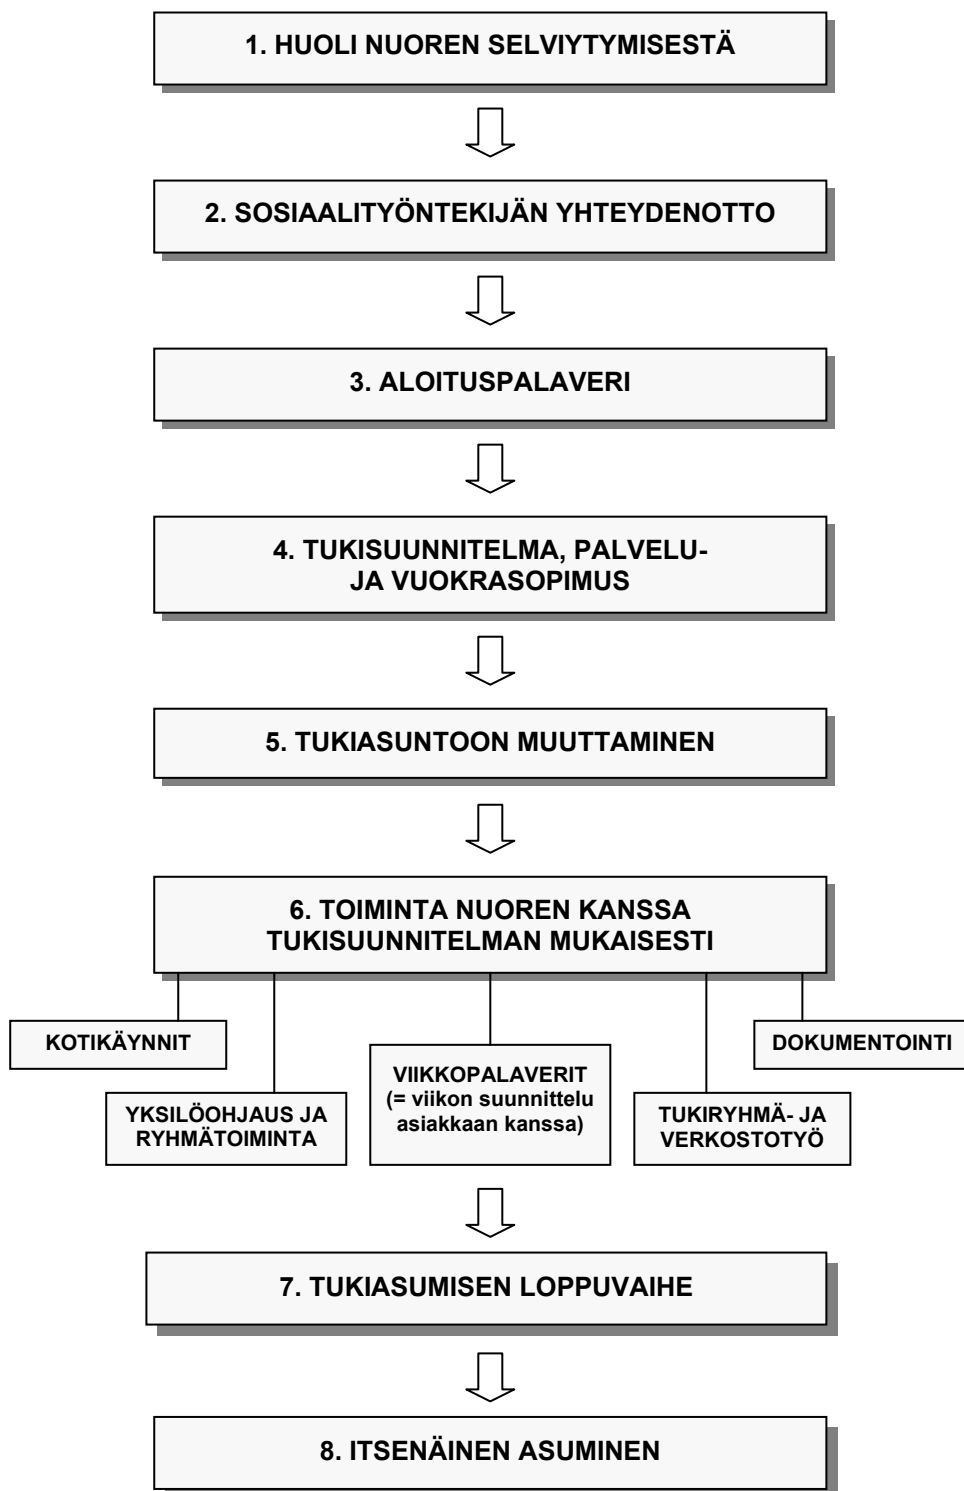 1. HUOLI NUOREN SELVIYTYMISESTÄ
2. SOSIAALITYÖNTEKIJÄN YHTEYDENOTTO
3. ALOITUSPALAVERI
4. TUKISUUNNITELMA, PALVELU-
JA VUOKRASOPIMUS
5. TUKIASUNTOON MUUTTAMINEN
6. TOIMINTA NUOREN KANSSA
TUKISUUNNITELMAN MUKAISESTI
KOTIKÄYNNIT
YKSILÖOHJAUS JA
RYHMÄTOIMINTA
VIIKKOPALAVERIT
(= viikon suunnittelu
asiakkaan kanssa)
TUKIRYHMÄ- JA
VERKOSTOTYÖ
DOKUMENTOINTI
7. TUKIASUMISEN LOPPUVAIHE
8. ITSENÄINEN ASUMINEN